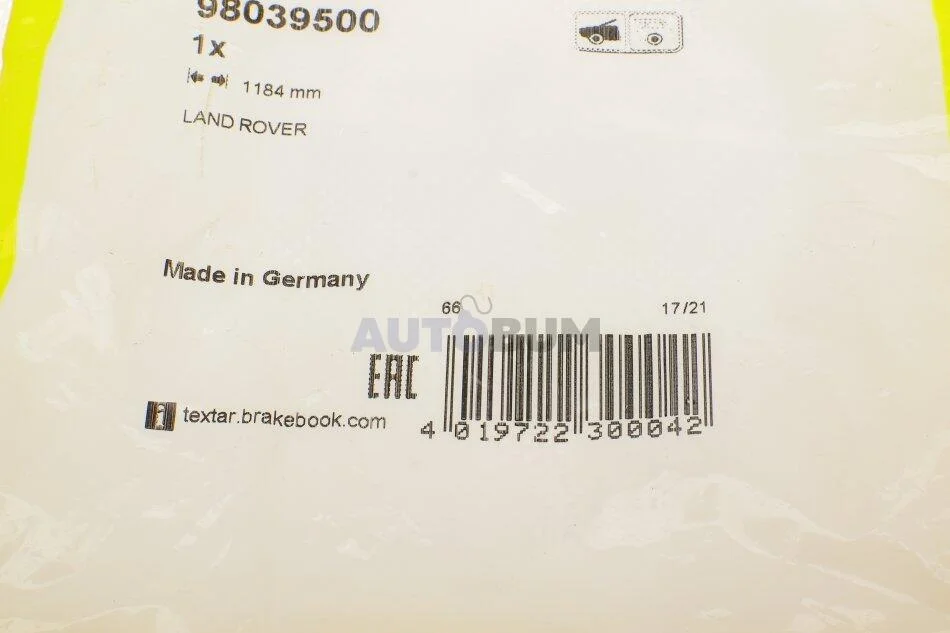 98039500
1x
1184 mm
LAND ROVER
Made in Germany
66
17/21
AUTOBUM
EAC
textar.brakebook.com
4 019722 300042